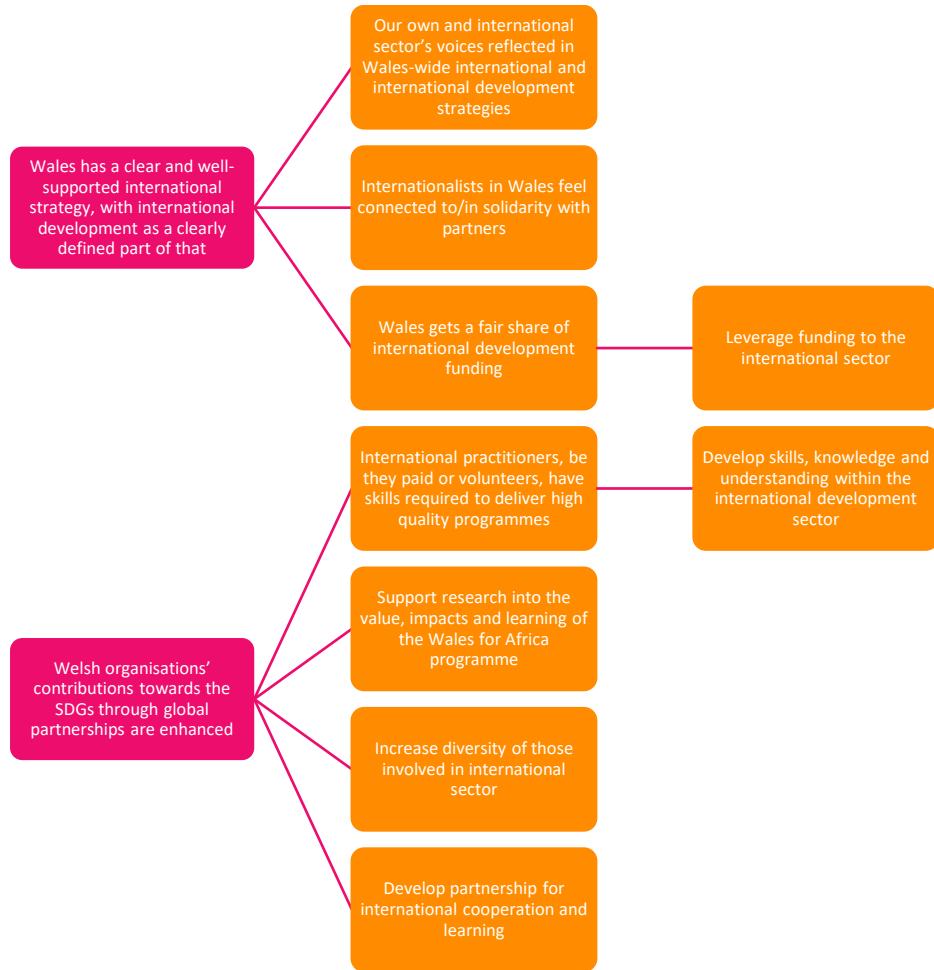 Our own and international
sector’s voices reflected in
Wales-wide international and
international development
strategies
Wales has a clear and well-
supported international
strategy, with international
development as a clearly
defined part of that
Internationalists in Wales feel
connected to/in solidarity with
partners
Wales gets a fair share of
international development
funding
Leverage funding to the
international sector
International practitioners, be
they paid or volunteers, have
skills required to deliver high
quality programmes
Develop skills, knowledge and
understanding within the
international development
sector
Support research into the
value, impacts and learning of
the Wales for Africa
programme
Welsh organisations’
contributions towards the
SDGs through global
partnerships are enhanced
Increase diversity of those
involved in international
sector
Develop partnership for
international cooperation and
learning